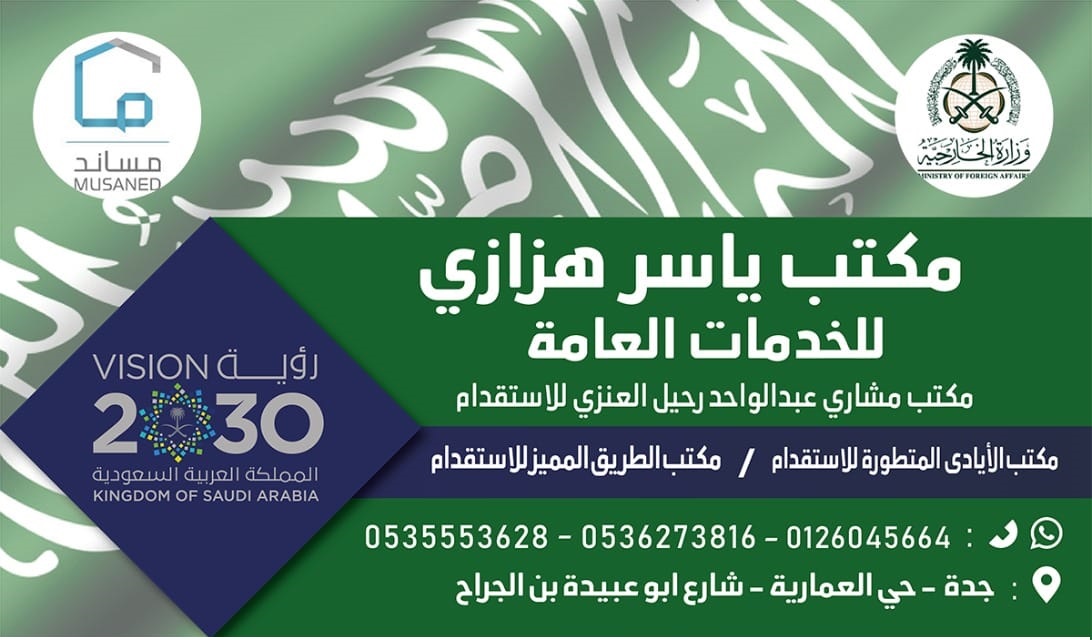 مساند
MUSANED
وزارة الخارجية
MINISTRY OF FOREIGN AFFAIRS
مكتب ياسر هزازي
للخدمات العامة
مكتب مشاري عبدالواحد رحيل العنزي للاستقدام
مكتب الأيادى المتطورة للاستقدام / مكتب الطريق المميز للاستقدام
VISION رؤيــة
2030
المملكة العربية السعودية
KINGDOM OF SAUDI ARABIA
0535553628 - 0536273816 - 0126045664 :
: جدة - حي العمارية - شارع ابو عبيدة بن الجراح